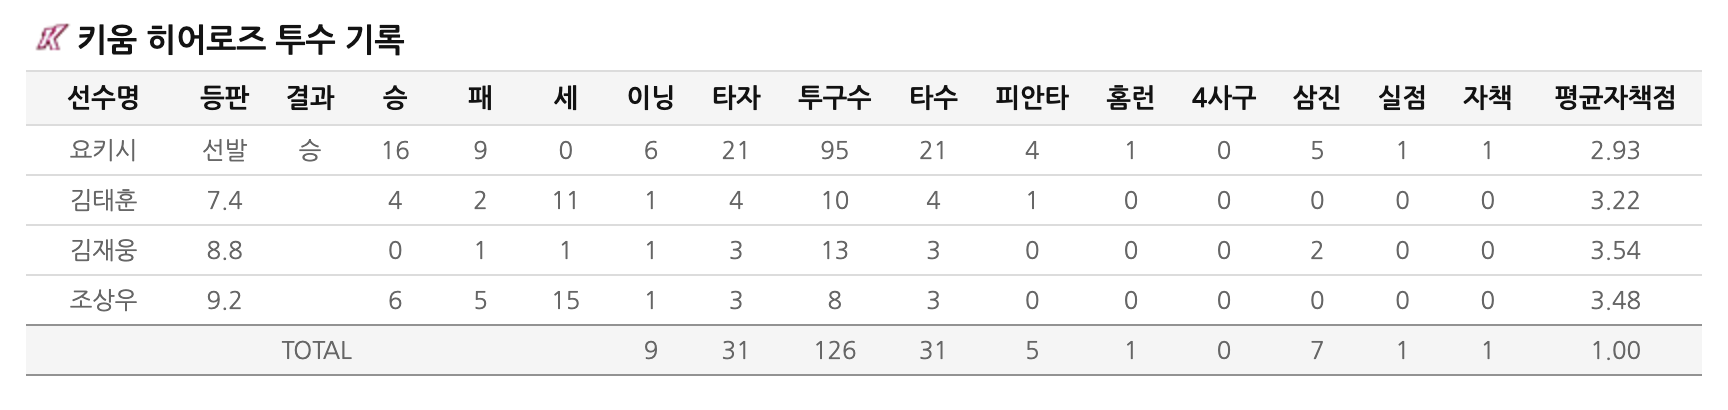 키움 히어로즈 투수 기록
선수명 등판 결과 승 패 세 이닝 타자 투구수 타수 피안타 홈런 4사구 삼진 실점 자책 평균자책점
요키시 선발 승 16 9 0 6 21 95 21 4 1 0 5 1 1 2.93
김태훈 7.4 4 2 11 1 4 10 4 1 0 0 0 0 0 3.22
김재웅 8.8 0 1 1 1 3 13 3 0 0 0 2 0 0 3.54
조상우 9.2 6 5 15 1 3 8 3 0 0 0 0 0 0 3.48
TOTAL 9 31 126 31 5 1 0 7 1 1 1.00